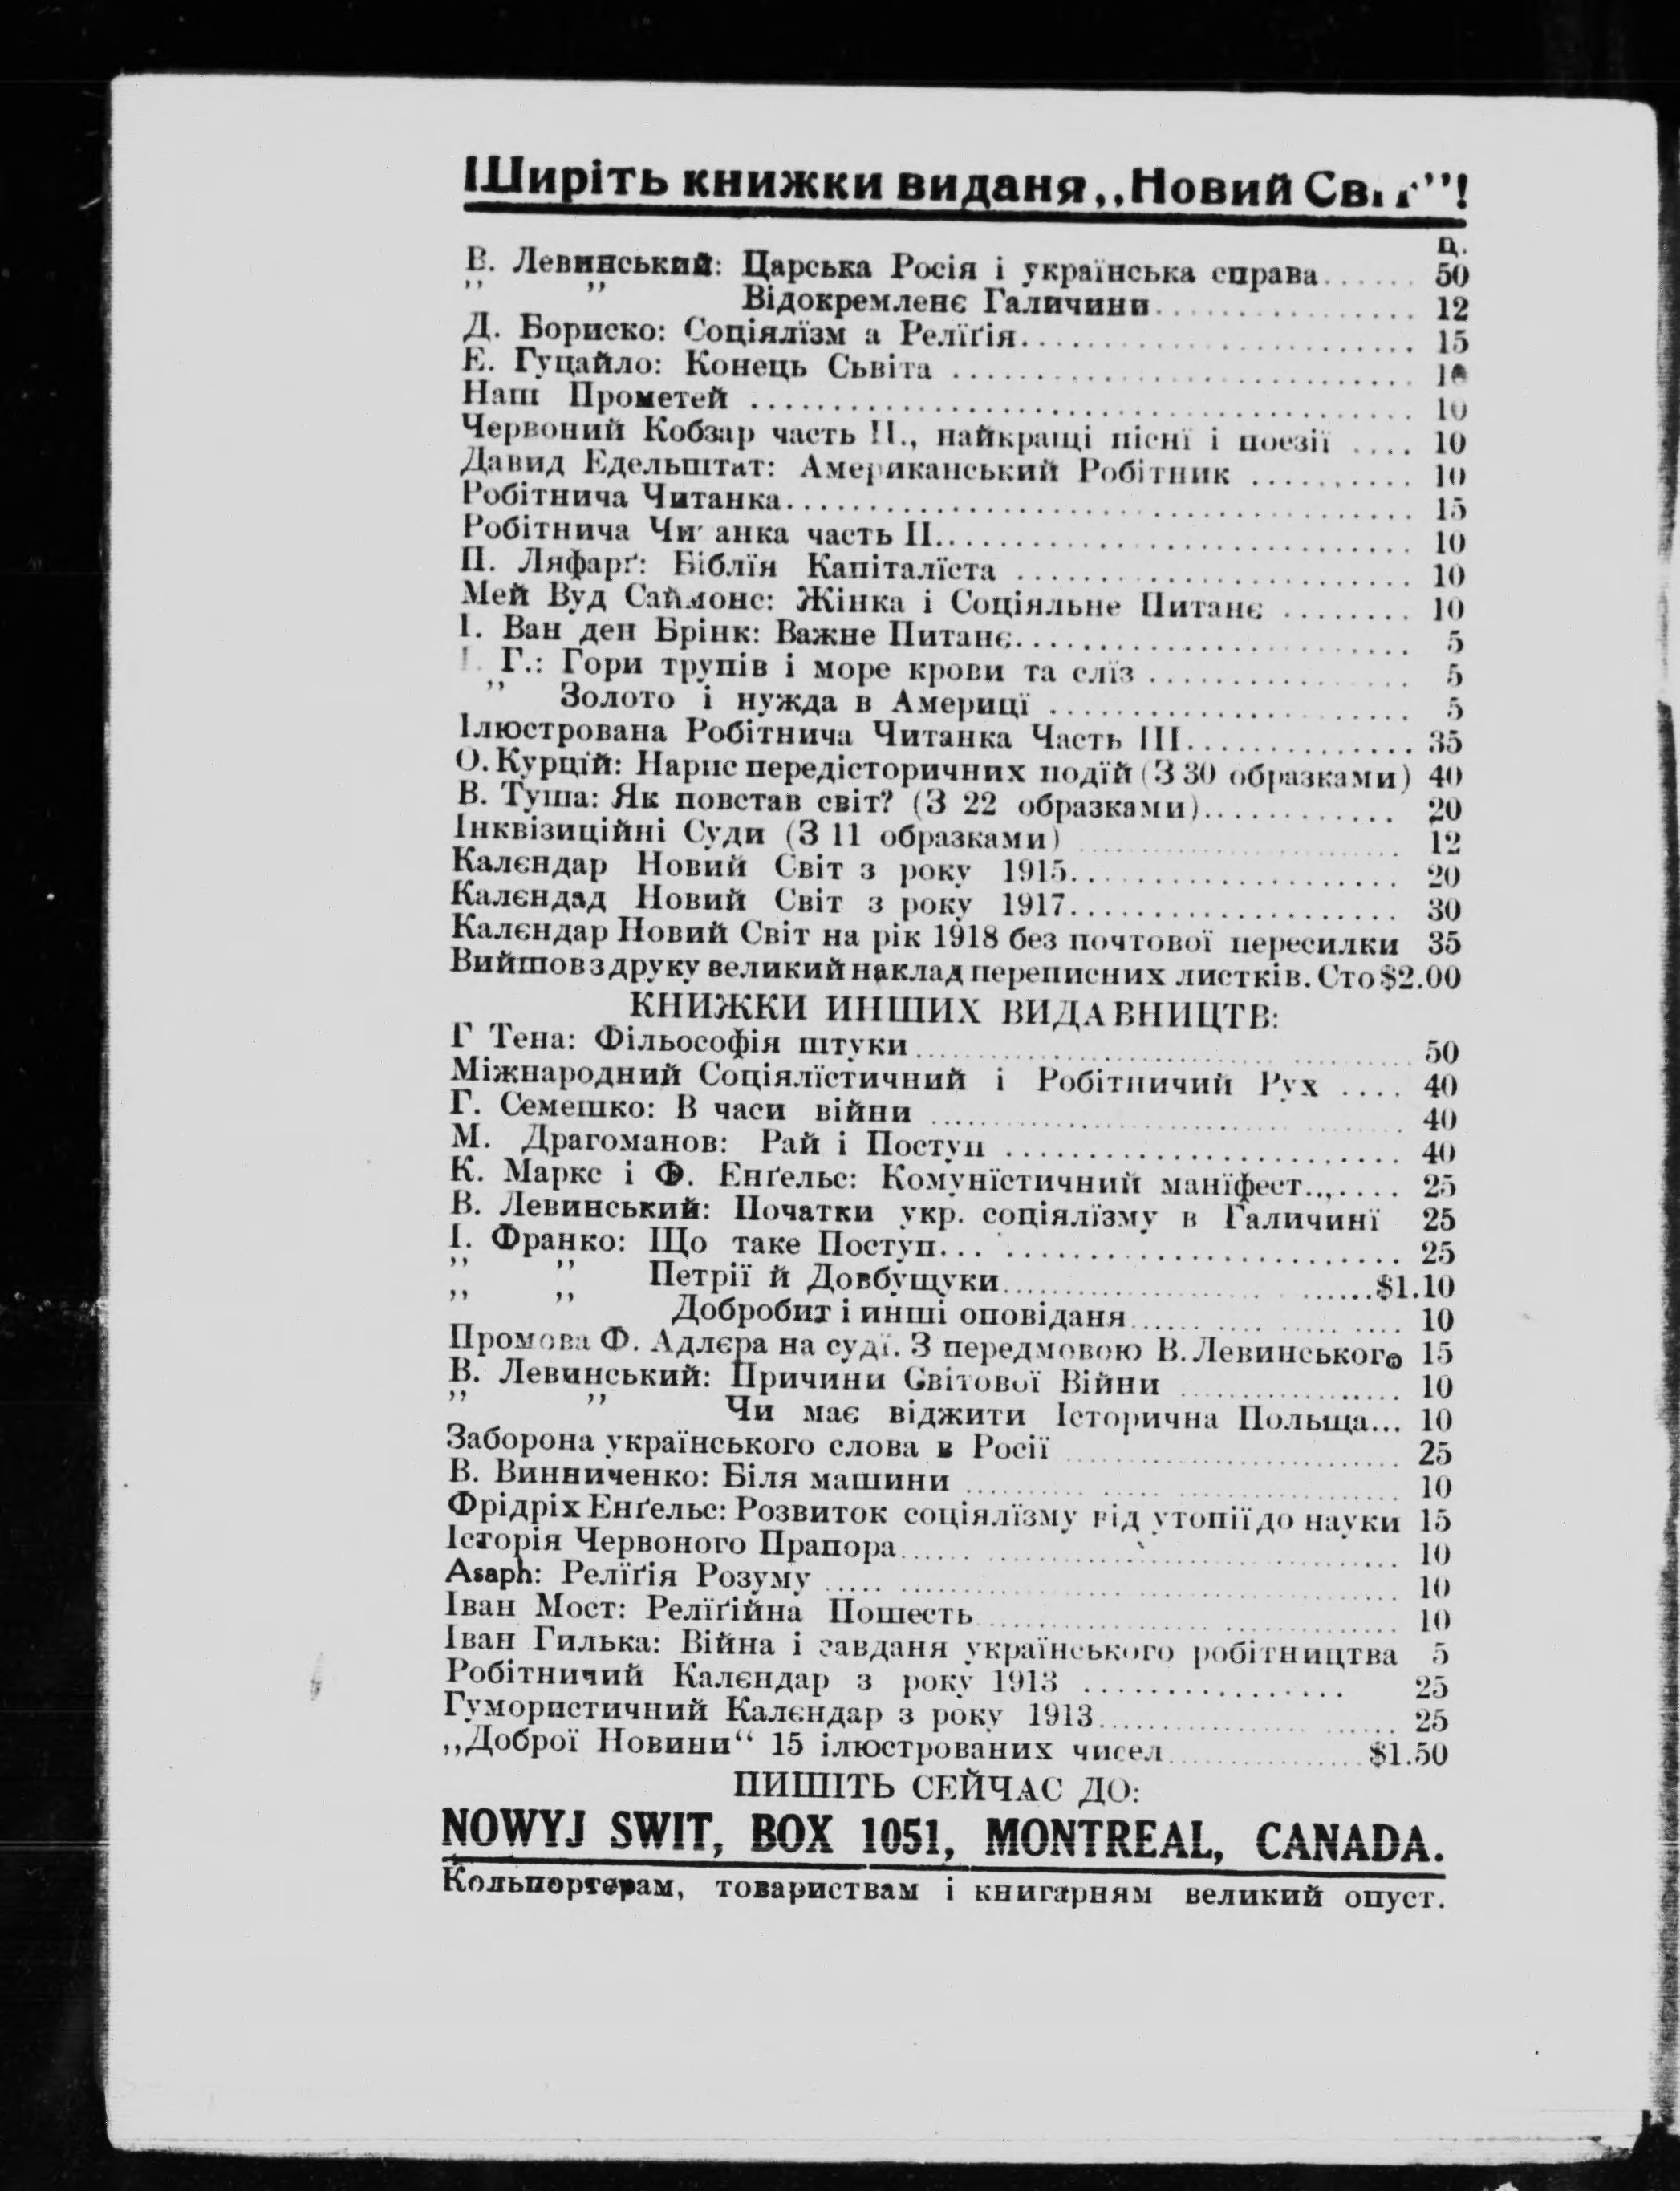 Ширіть книжки виданя „Новий Світ”!
ц.
В. Левинський: Царська Росія і українська справа...... 50
„ „ Відокремленє Галичини................ 12
Д. Бориско: Соціялїзм а Релїґія........................ 15
Е. Гуцайло: Конець Сьвіта ............................ 10
Наш Прометей ........................................ 10
Червоний Кобзар часть II., найкращі пісні і поезії .... 10
Давид Едельштат: Американський Робітник .......... 10
Робітнича Читанка...................................... 15
Робітнича Читанка часть II............................. 10
П. Ляфарґ: Біблїя Капіталїста ........................ 10
Мей Вуд Саймонс: Жінка і Соціяльне Питанє ........ 10
І. Ван ден Брінк: Важне Питанє........................ 5
Г.: Гори трупів і море крови та слїз ................ 5
„ Золото і нужда в Америцї ...................... 5
Ілюстрована Робітнича Читанка Часть III.............. 35
О. Курцій: Нарис передісторичних подїй (З 30 образками) 40
В. Туша: Як повстав світ? (З 22 образками)............ 20
Інквізиційні Суди (З 11 образками) .................... 12
Калєндар Новий Світ з року 1915.................... 20
Калєндад Новий Світ з року 1917.................... 30
Калєндар Новий Світ на рік 1918 без почтової пересилки 35
Вийшов з друку великий наклад переписних листків. Сто $2.00
КНИЖКИ ИНШИХ ВИДАВНИЦТВ:
Г Тена: Фільософія штуки.............................. 50
Міжнародний Соціялїстичний і Робітничий Рух .... 40
Г. Семешко: В часи війни .............................. 40
М. Драгоманов: Рай і Поступ ........................ 40
К. Маркс і Ф. Енґельс: Комунїстичний манїфест..,.... 25
В. Левинський: Початки укр. соціялїзму в Галичинї 25
І. Франко: Що таке Поступ............................ 25
„ „ Петрії й Довбущуки......................$1.10
„ „ Добробит і инші оповіданя.................. 10
Промова Ф. Адлєра на суді. З передмовою В. Левинського 15
В. Левинський: Причини Світової Війни ................ 10
„ „ Чи має віджити Історична Польща... 10
Заборона українського слова в Росії .................... 25
В. Винниченко: Біля машини ............................ 10
Фрідріх Енґельс: Розвиток соціялїзму від утопії до науки 15
Історія Червоного Прапора.............................. 10
Asaph: Релїґія Розуму .................................. 10
Іван Мост: Релїґійна Пошесть............................ 10
Іван Гилька: Війна і завданя українського робітництва 5
Робітничий Калєндар з року 1913 ................ 25
Гумористичний Калєндар з року 1913.................... 25
„Доброї Новини“ 15 ілюстрованих чисел..............$1.50
ПИШІТЬ СЕЙЧАС ДО:
NOWYJ SWIT, BOX 1051, MONTREAL, CANADA.
Кольпортерам, товариствам і книгарням великий опуст.